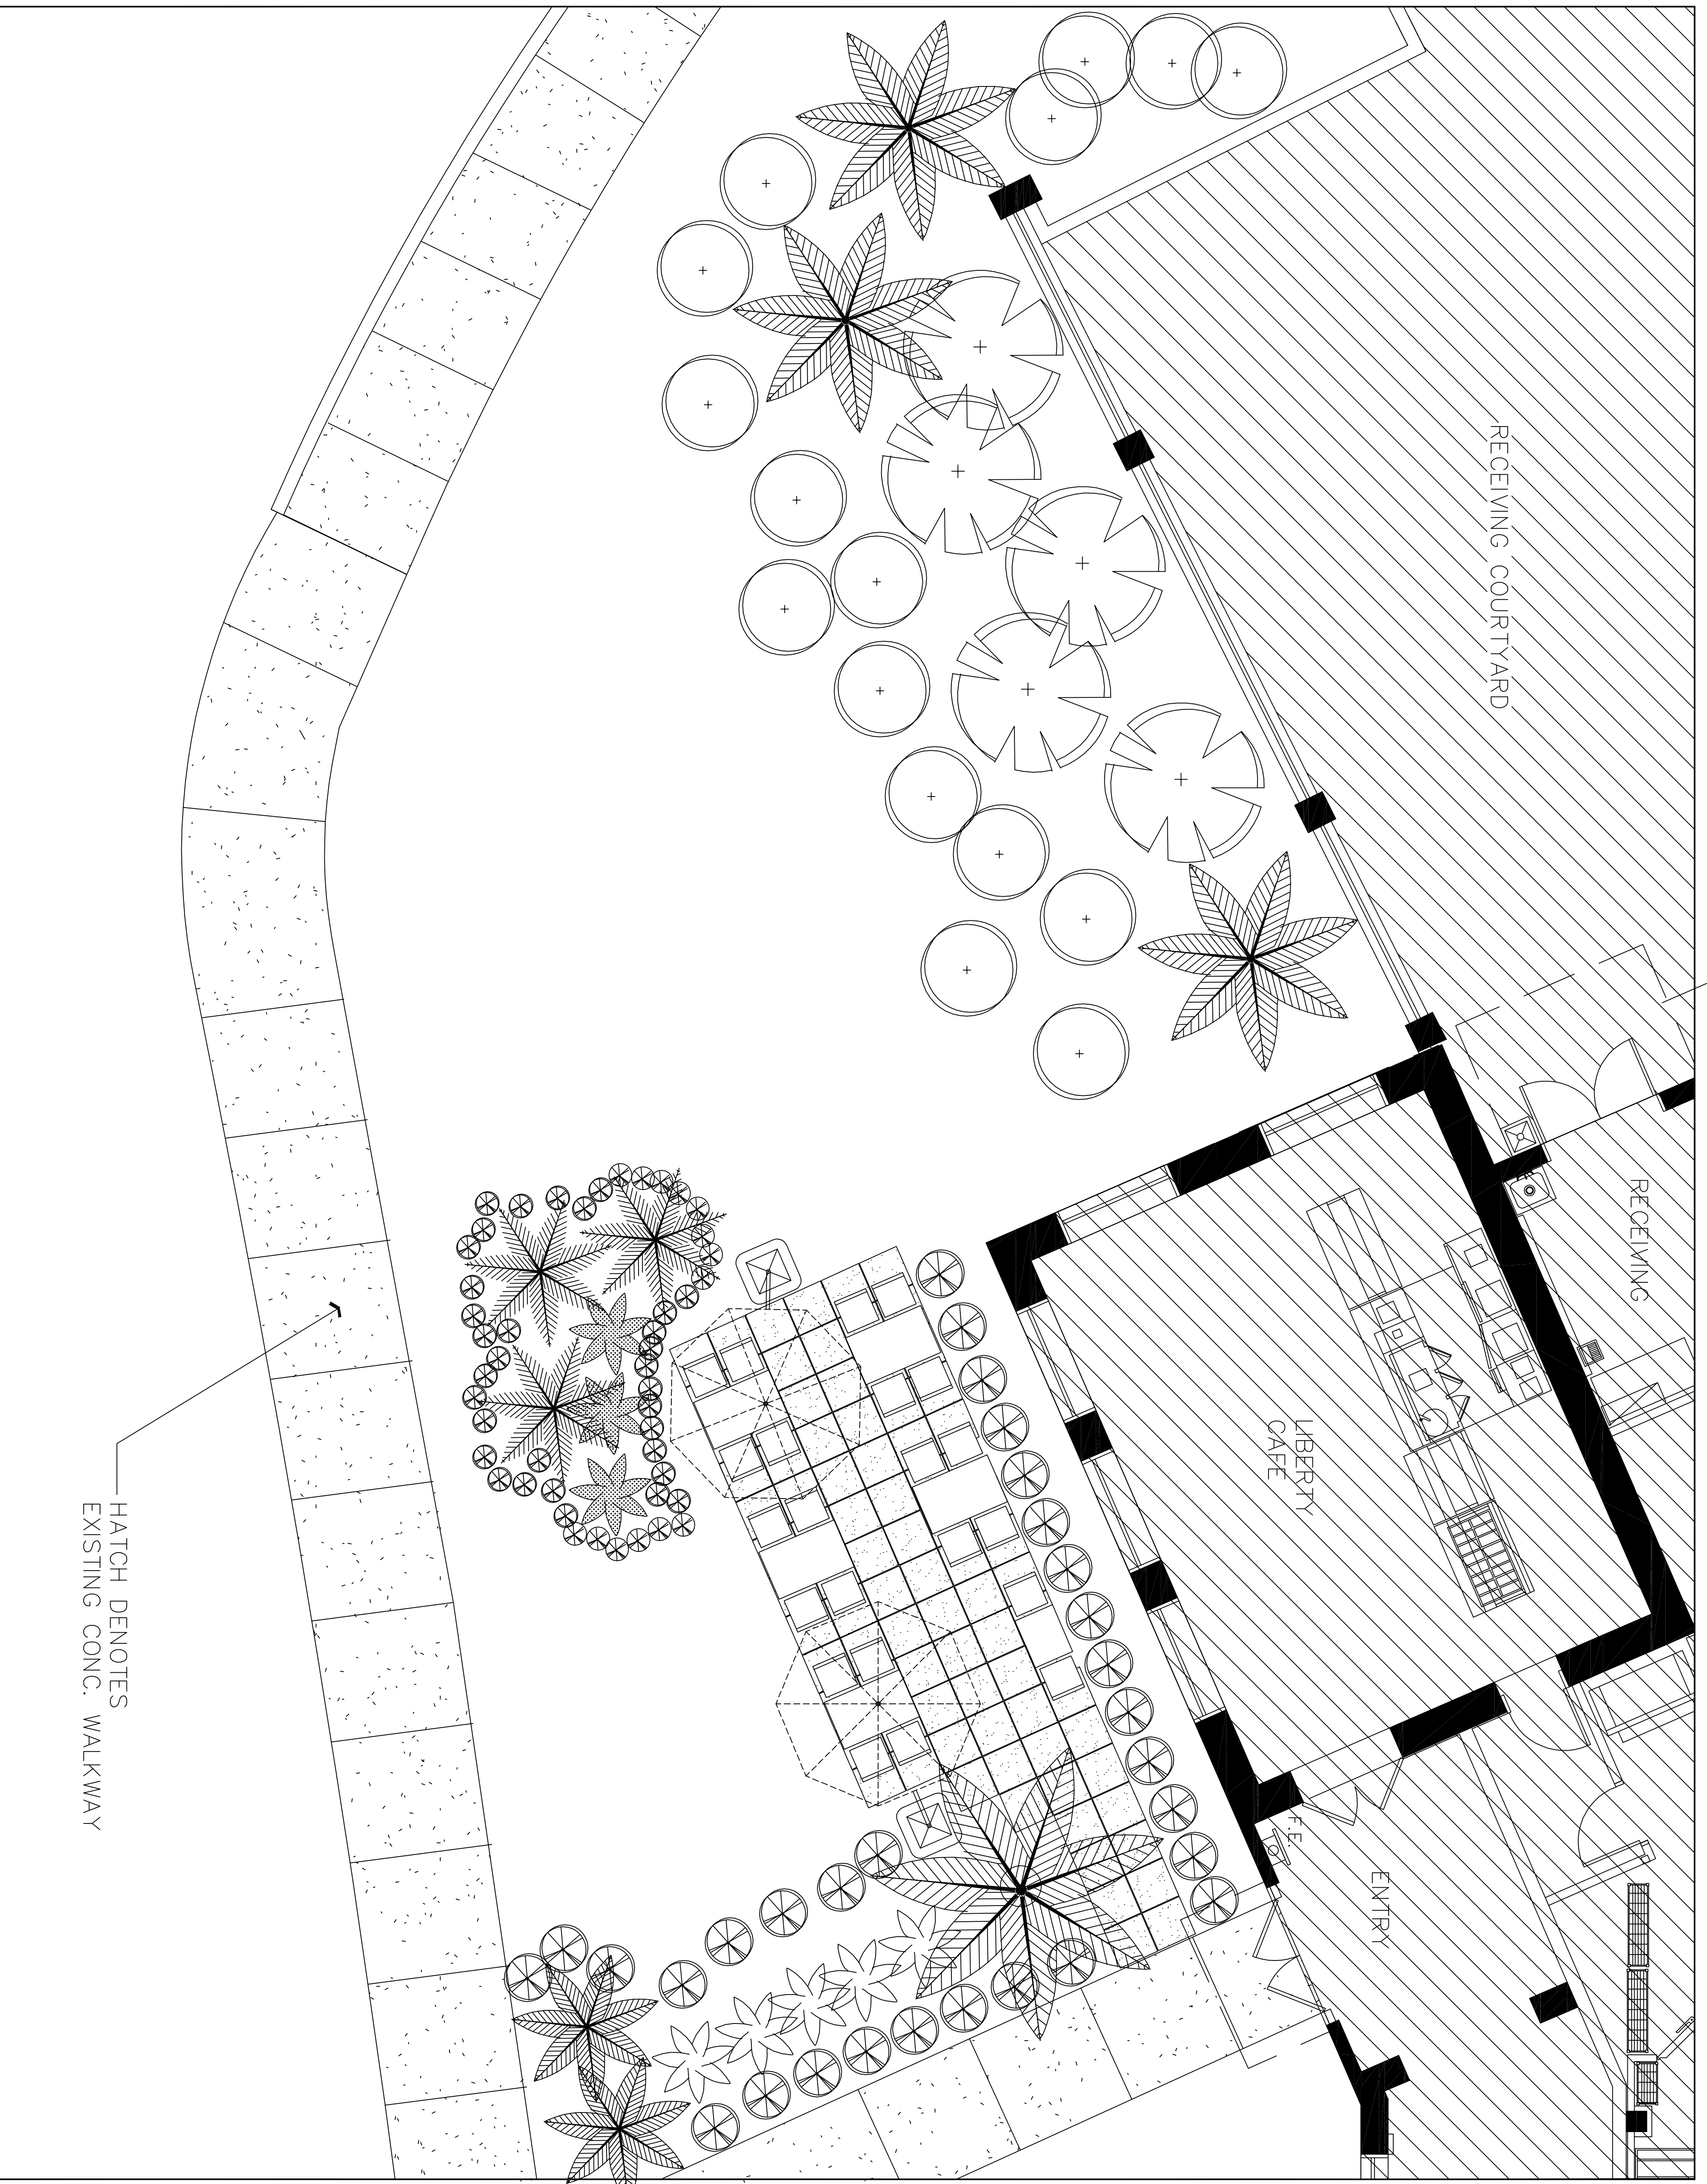 RECEIVING COURTYARD
RECEIVING
LIBERTY
CAFE
F.E.
ENTRY
HATCH DENOTES
EXISTING CONC. WALKWAY